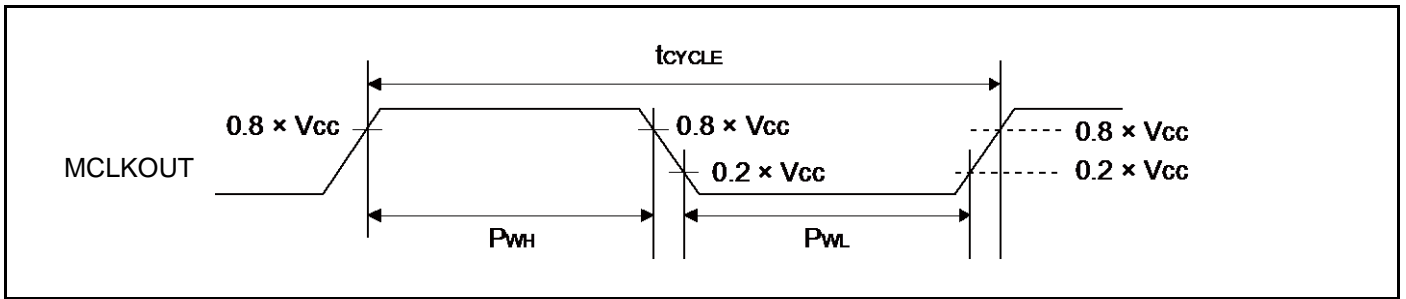 tCYCLE
0.8 × Vcc
0.8 × Vcc
0.8 × Vcc
MCLKOUT
0.2 × Vcc
0.2 × Vcc
PWH
PWL